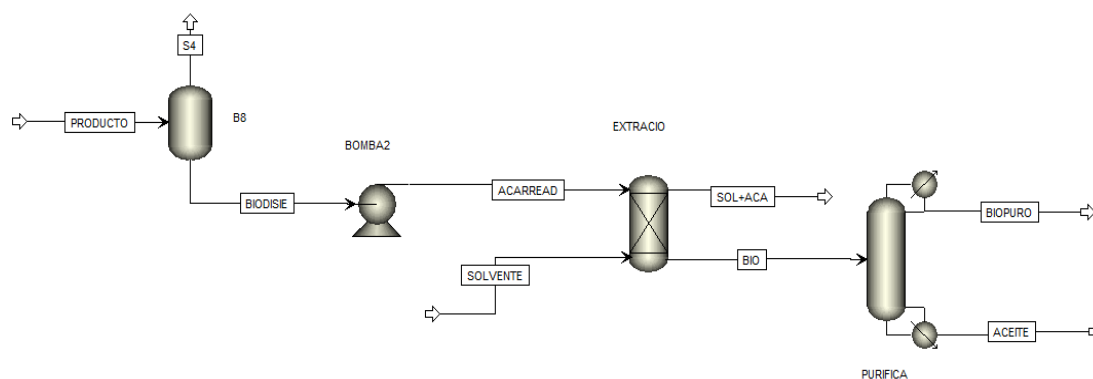 S4
PRODUCTO
B8
BOMBA2
BIODISIE
ACARREAD
EXTRACIO
SOL+ACA
SOLVENTE
BIO
BIOPURO
ACEITE
PURIFICA